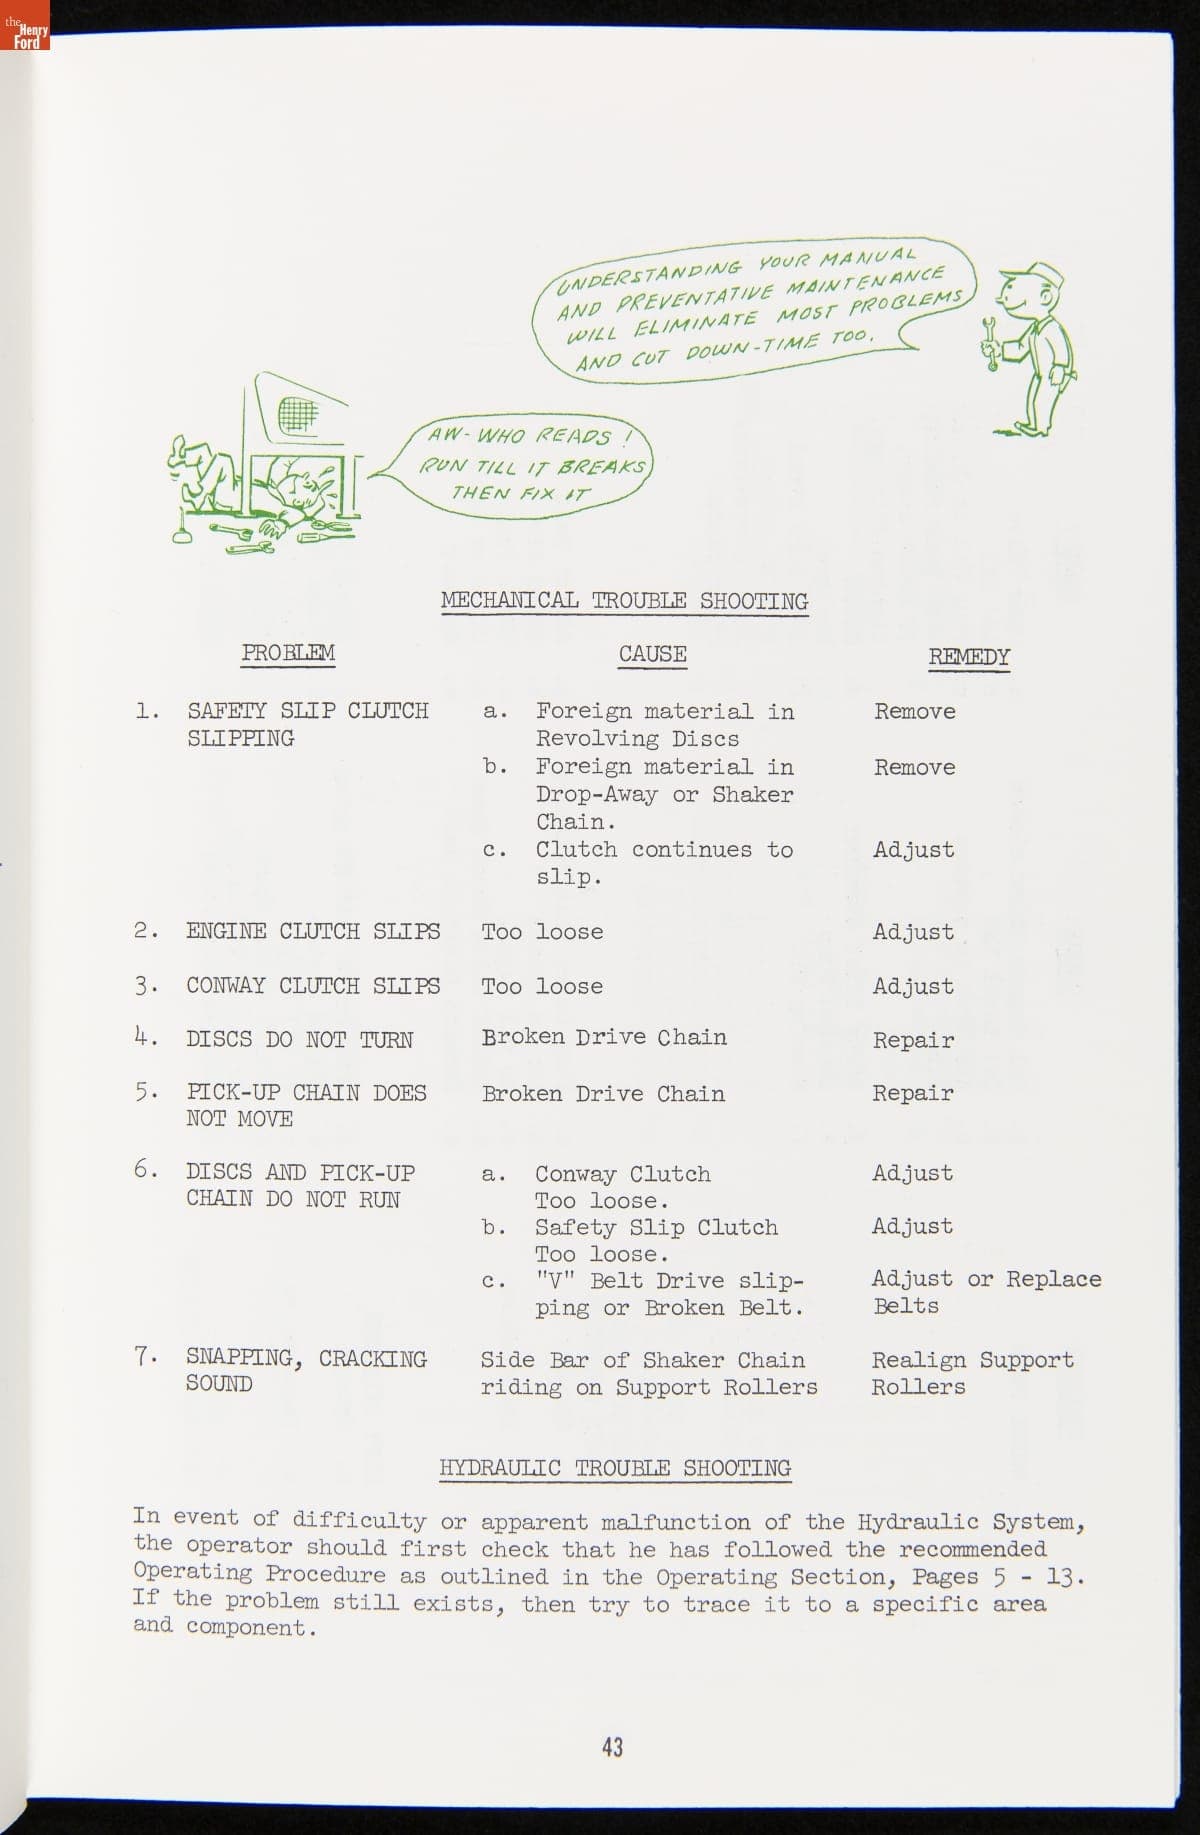 the
Henry
Ford
UNDERSTANDING YOUR MANUAL
AND PREVENTATIVE MAINTENANCE
WILL ELIMINATE MOST PROBLEMS
AND CUT DOWN-TIME TOO.
AW- WHO READS!
RUN TILL IT BREAKS
THEN FIX IT
MECHANICAL TROUBLE SHOOTING
PROBLEM CAUSE REMEDY
1. SAFETY SLIP CLUTCH a. Foreign material in Remove
SLIPPING Revolving Discs
b. Foreign material in Remove
Drop-Away or Shaker
Chain.
c. Clutch continues to Adjust
slip.
2. ENGINE CLUTCH SLIPS Too loose Adjust
3. CONWAY CLUTCH SLIPS Too loose Adjust
4. DISCS DO NOT TURN Broken Drive Chain Repair
5. PICK-UP CHAIN DOES Broken Drive Chain Repair
NOT MOVE
6. DISCS AND PICK-UP a. Conway Clutch Adjust
CHAIN DO NOT RUN Too loose.
b. Safety Slip Clutch Adjust
Too loose.
c. "V" Belt Drive slip- Adjust or Replace
ping or Broken Belt. Belts
7. SNAPPING, CRACKING Side Bar of Shaker Chain Realign Support
SOUND riding on Support Rollers Rollers
HYDRAULIC TROUBLE SHOOTING
In event of difficulty or apparent malfunction of the Hydraulic System,
the operator should first check that he has followed the recommended
Operating Procedure as outlined in the Operating Section, Pages 5 - 13.
If the problem still exists, then try to trace it to a specific area
and component.
43